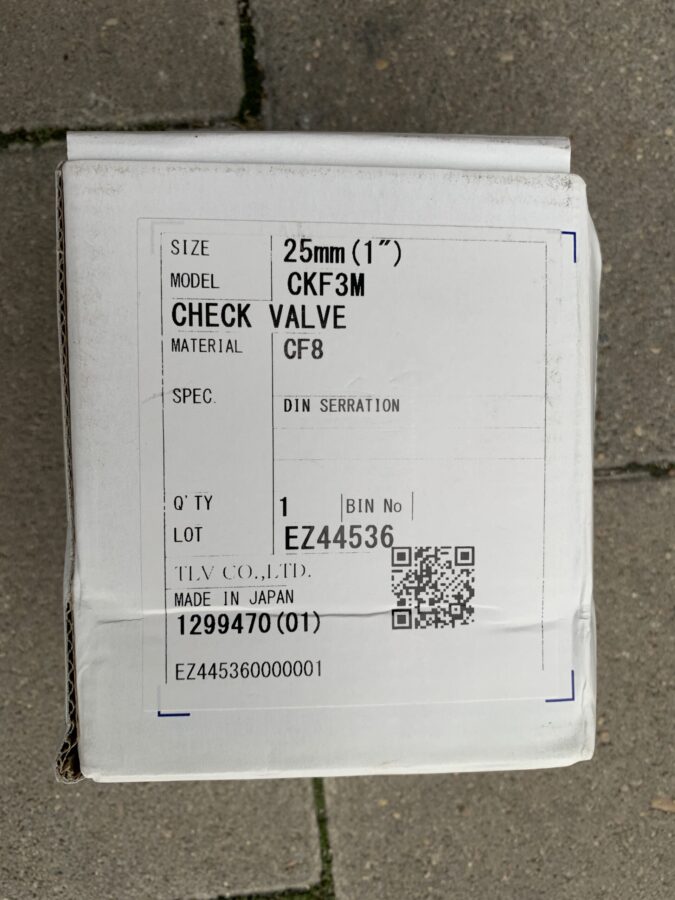 SIZE 25mm(1")
MODEL CKF3M
CHECK VALVE
MATERIAL CF8
SPEC. DIN SERRATION
Q'TY 1 BIN No
LOT EZ44536
TLV CO.,LTD.
MADE IN JAPAN
1299470(01)
EZ445360000001